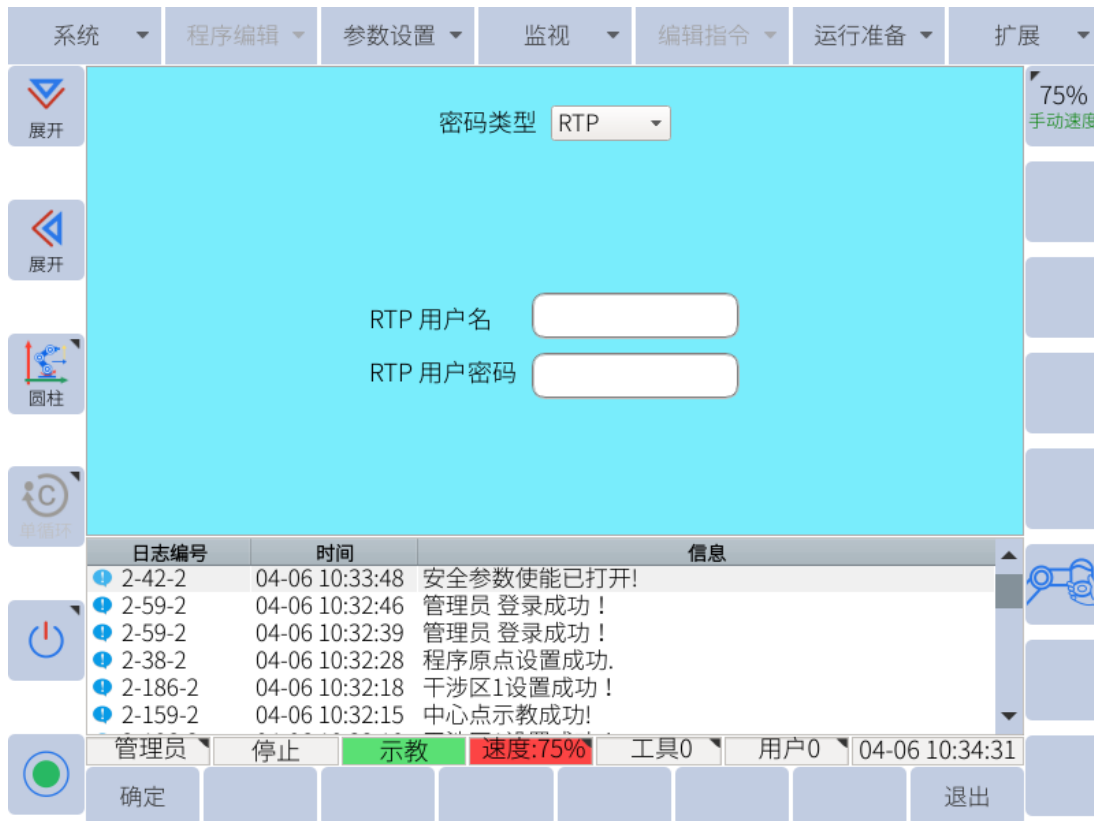 系统 程序编辑 参数设置 监视 编辑指令 运行准备 扩展
展开
75%
手动速度
密码类型 RTP
展开
RTP 用户名
RTP 用户密码
圆柱
C
单循环
日志编号 时间 信息
2-42-2 04-06 10:33:48 安全参数使能已打开!
2-59-2 04-06 10:32:46 管理员 登录成功！
2-59-2 04-06 10:32:39 管理员 登录成功！
2-38-2 04-06 10:32:28 程序原点设置成功.
2-186-2 04-06 10:32:18 干涉区1设置成功！
2-159-2 04-06 10:32:15 中心点示教成功!
管理员 停止 示教 速度:75% 工具0 用户0 04-06 10:34:31
确定 退出